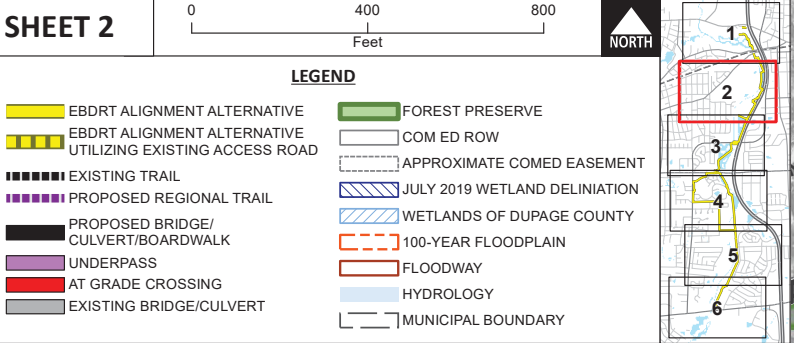 SHEET 2
0 400 800
Feet
NORTH
LEGEND
EBDRT ALIGNMENT ALTERNATIVE
EBDRT ALIGNMENT ALTERNATIVE
UTILIZING EXISTING ACCESS ROAD
EXISTING TRAIL
PROPOSED REGIONAL TRAIL
PROPOSED BRIDGE/
CULVERT/BOARDWALK
UNDERPASS
AT GRADE CROSSING
EXISTING BRIDGE/CULVERT
FOREST PRESERVE
COM ED ROW
APPROXIMATE COMED EASEMENT
JULY 2019 WETLAND DELINIATION
WETLANDS OF DUPAGE COUNTY
100-YEAR FLOODPLAIN
FLOODWAY
HYDROLOGY
MUNICIPAL BOUNDARY
1
2
3
4
5
6